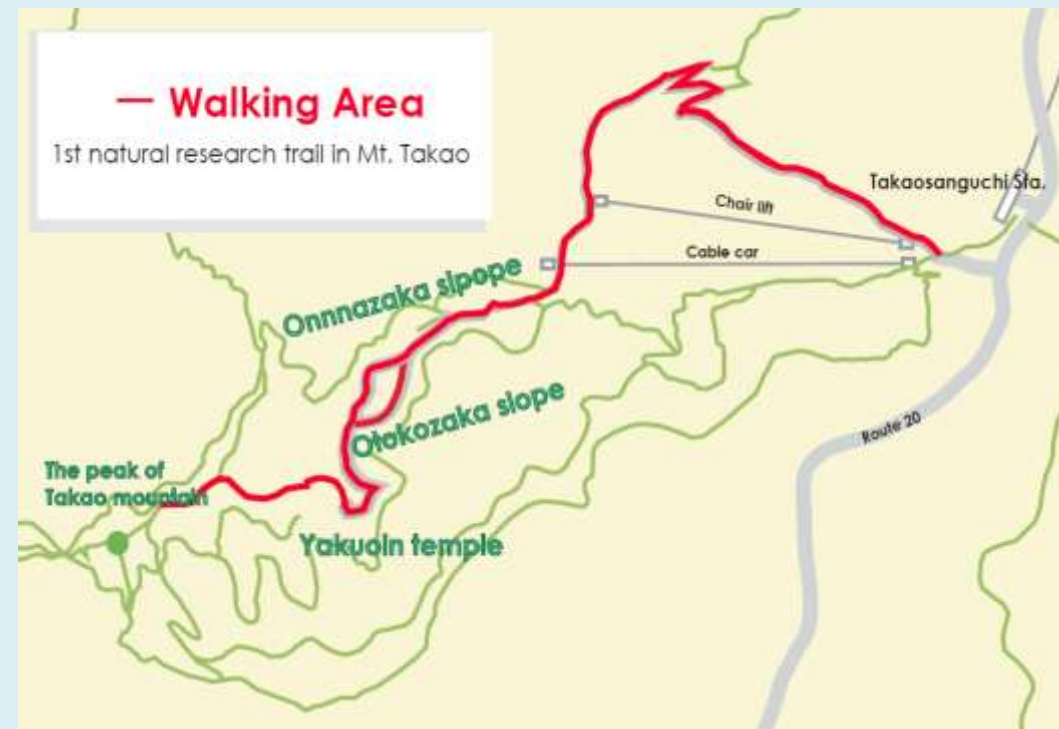 — Walking Area
1st natural research trail in Mt. Takao
Takaosanguchi Sta.
Chair lift
Cable car
Onnnazaka slpope
Otokozaka slope
Route 20
The peak of
Takao mountain
Yakuoin temple